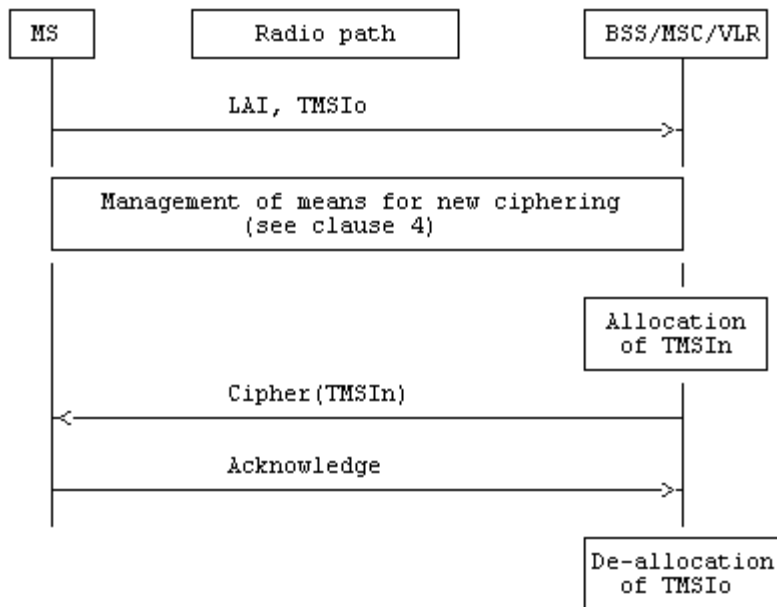 MS
Radio path
BSS/MSC/VLR
LAI, TMSIo
Management of means for new ciphering
(see clause 4)
Allocation
of TMSIn
Cipher(TMSIn)
Acknowledge
De-allocation
of TMSIo